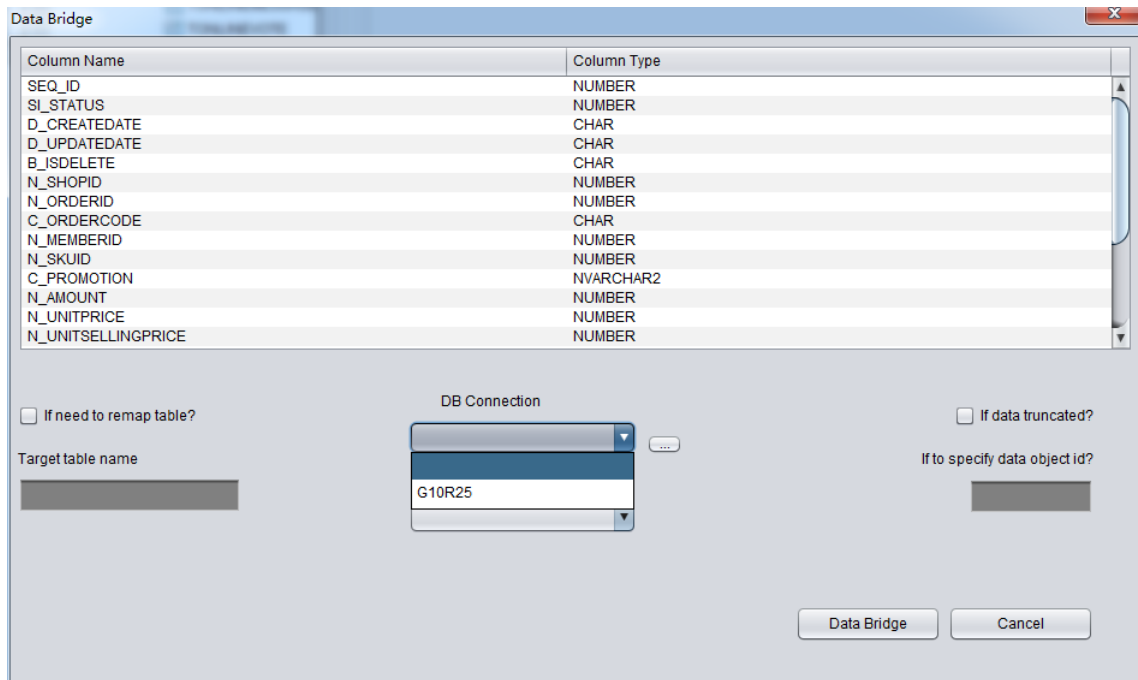 Data Bridge
Column Name Column Type
SEQ_ID NUMBER
SI_STATUS NUMBER
D_CREATEDATE CHAR
D_UPDATEDATE CHAR
B_ISDELETE CHAR
N_SHOPID NUMBER
N_ORDERID NUMBER
C_ORDERCODE CHAR
N_MEMBERID NUMBER
N_SKUID NUMBER
C_PROMOTION NVARCHAR2
N_AMOUNT NUMBER
N_UNITPRICE NUMBER
N_UNITSELLINGPRICE NUMBER
DB Connection
If need to remap table? If data truncated?
...
Target table name If to specify data object id?
G10R25
Data Bridge Cancel